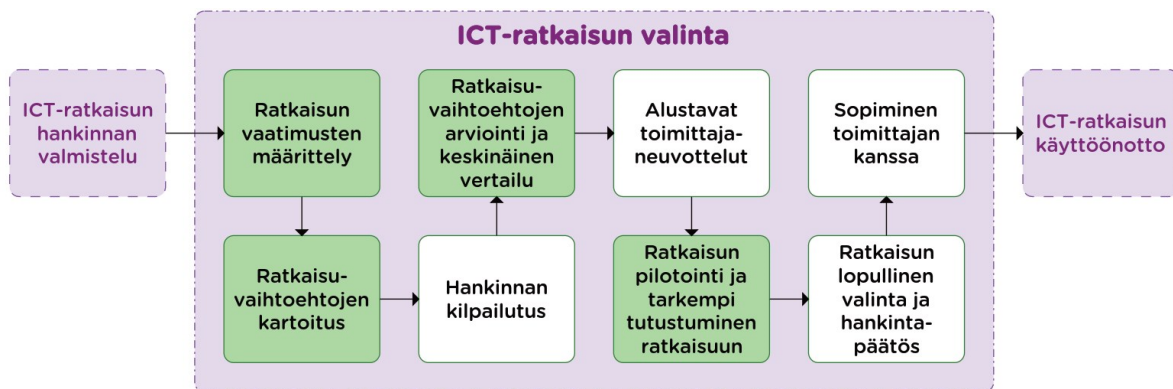 ICT-ratkaisun valinta
ICT-ratkaisun
hankinnan
valmistelu
Ratkaisun
vaatimusten
määrittely
Ratkaisu-
vaihtoehtojen
kartoitus
Hankinnan
kilpailutus
Ratkaisu-
vaihtoehtojen
arviointi ja
keskinäinen
vertailu
Alustavat
toimittaja-
neuvottelut
Ratkaisun
pilotointi ja
tarkempi
tutustuminen
ratkaisuun
Ratkaisun
lopullinen
valinta ja
hankinta-
päätös
Sopiminen
toimittajan
kanssa
ICT-ratkaisun
käyttöönotto